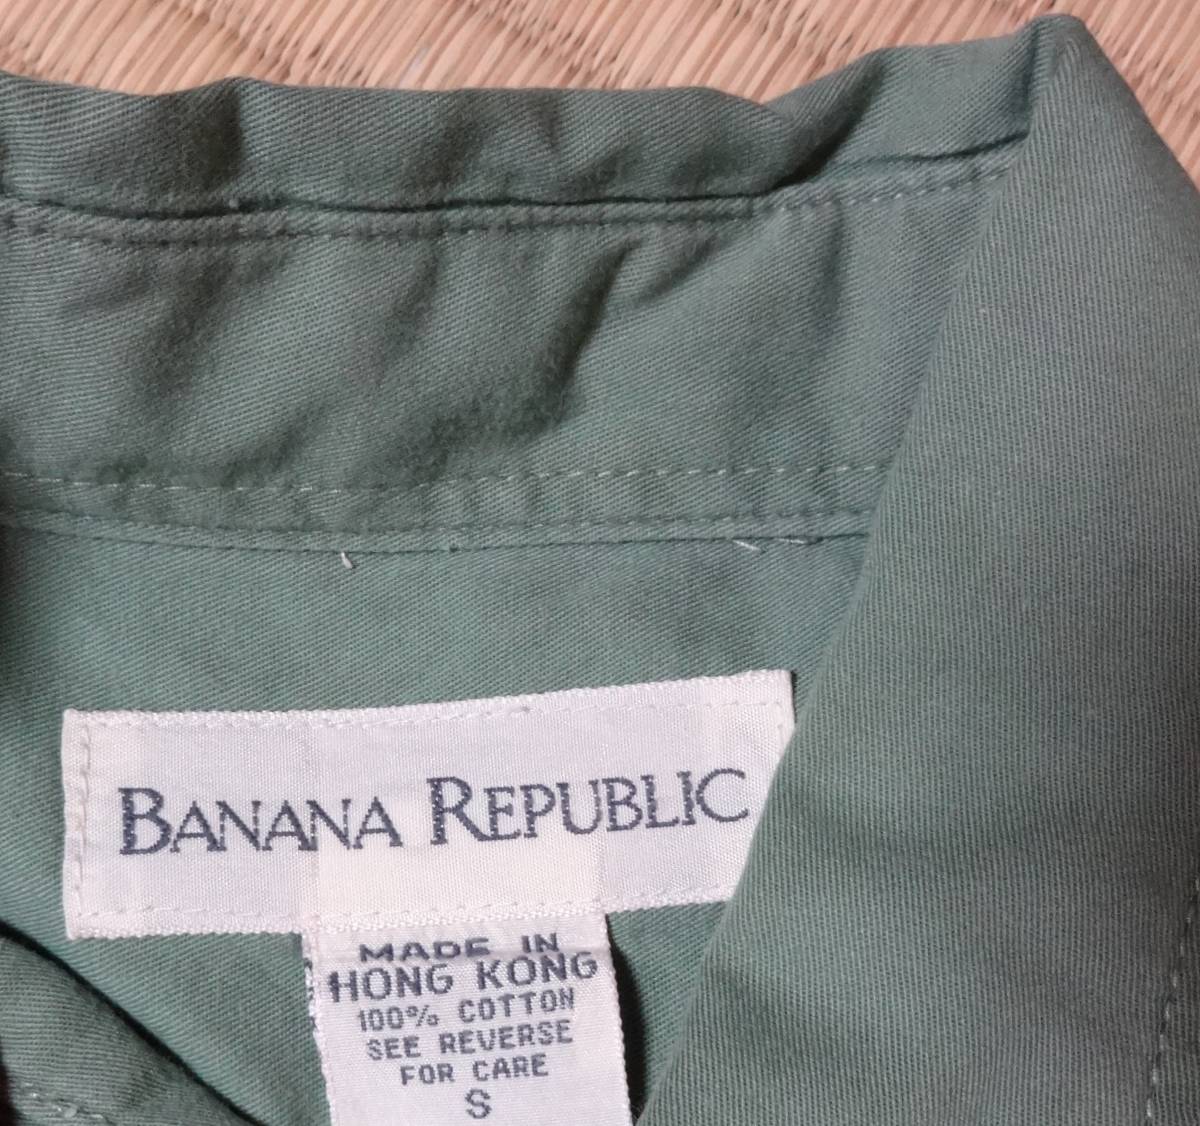 BANANA REPUBLIC
MADE IN
HONG KONG
100% COTTON
SEE REVERSE
FOR CARE
S